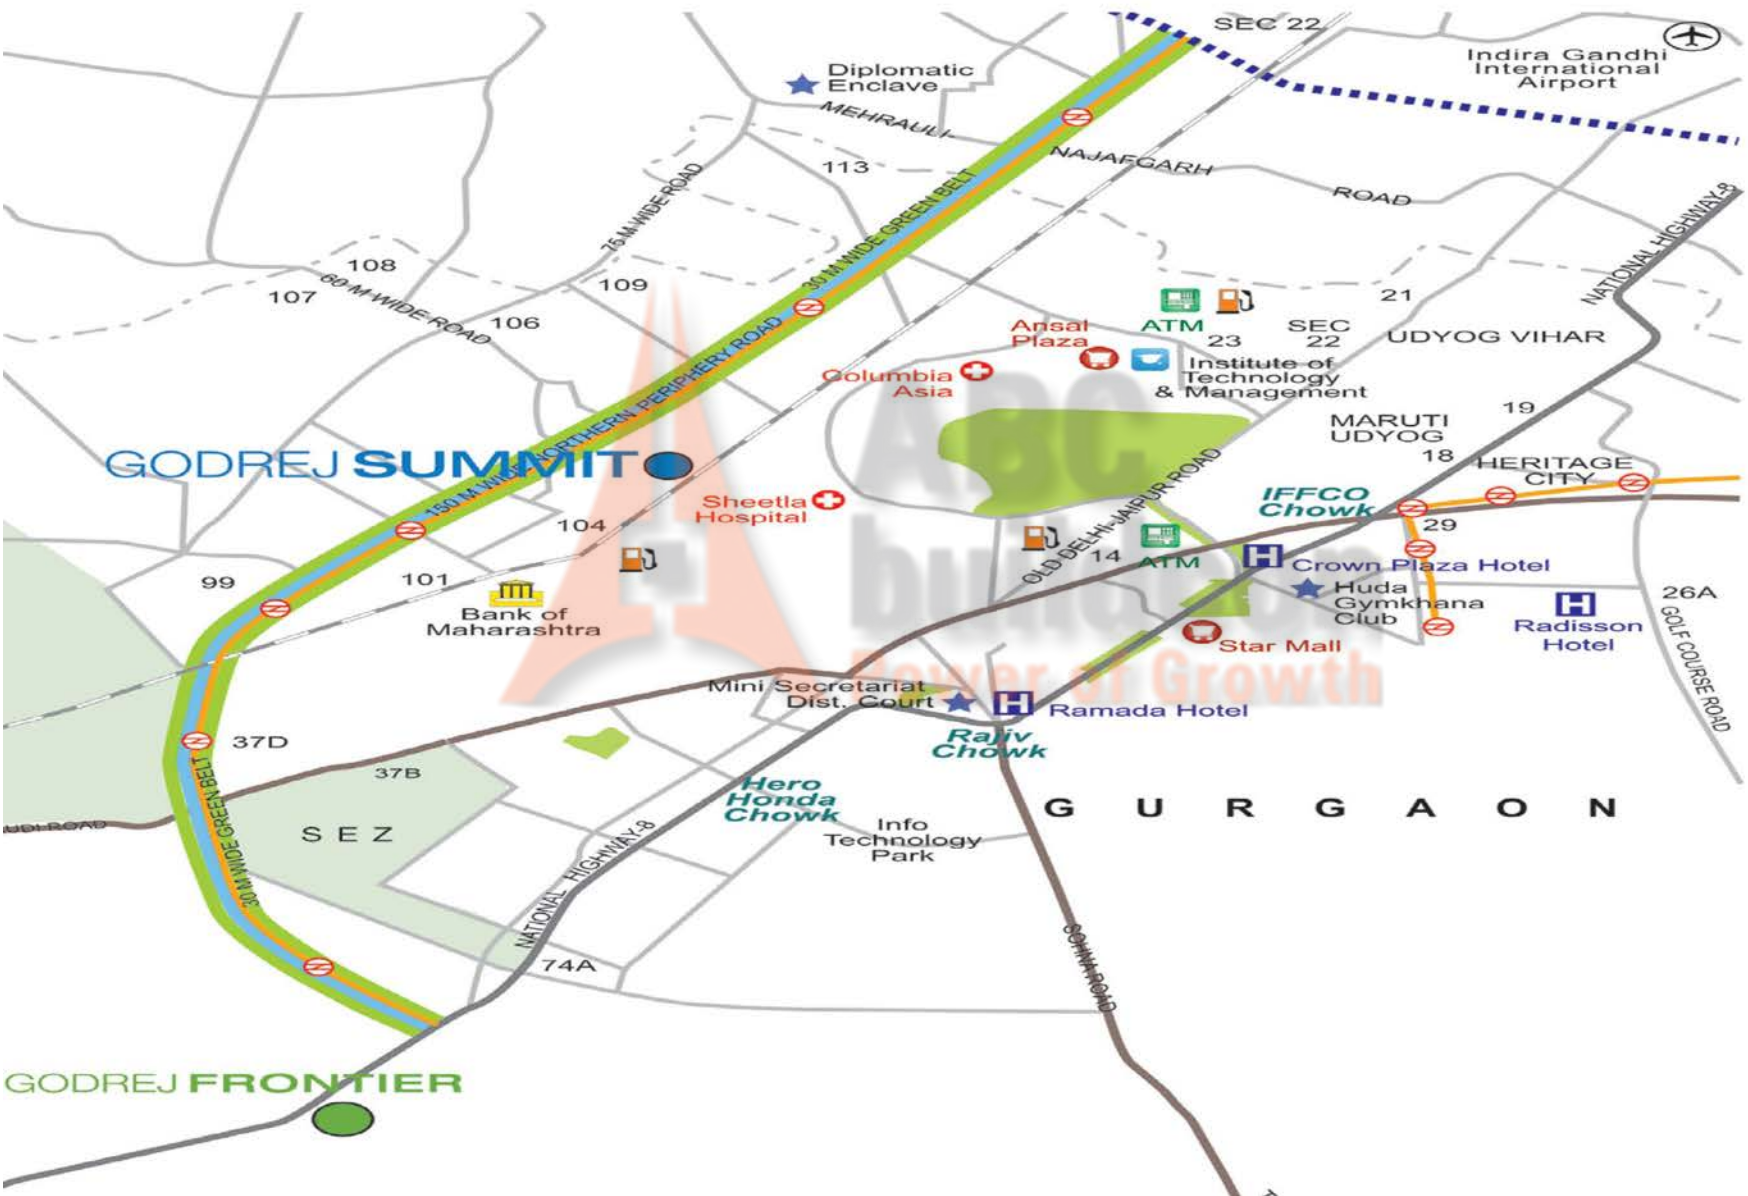 SEC 22
Indira Gandhi
International
Airport
Diplomatic
Enclave
MEHRAULI-
NAJAFGARH
ROAD
113
30 M WIDE GREEN BELT
75 M WIDE ROAD
NATIONAL HIGHWAY-8
108
107
60 M WIDE ROAD
109
106
21
Ansal
Plaza
ATM
23
SEC
22
UDYOG VIHAR
Institute of
Technology
& Management
Columbia
Asia
150 M WIDE NORTHERN PERIPHERY ROAD
19
MARUTI
UDYOG
18
HERITAGE
CITY
GODREJ SUMMIT
ABC
buildcon
Power of Growth
Sheetla
Hospital
104
OLD DELHI-JAIPUR ROAD
IFFCO
Chowk
29
14
ATM
Crown Plaza Hotel
99
101
Bank of
Maharashtra
Huda
Gymkhana
Club
26A
Radisson
Hotel
GOLF COURSE ROAD
Star Mall
Mini Secretariat
Dist. Court
Ramada Hotel
Rajiv
Chowk
37D
37B
Hero
Honda
Chowk
GURGAON
UDI ROAD
SEZ
30 M WIDE GREEN BELT
Info
Technology
Park
NATIONAL HIGHWAY-8
74A
SOHNA ROAD
GODREJ FRONTIER